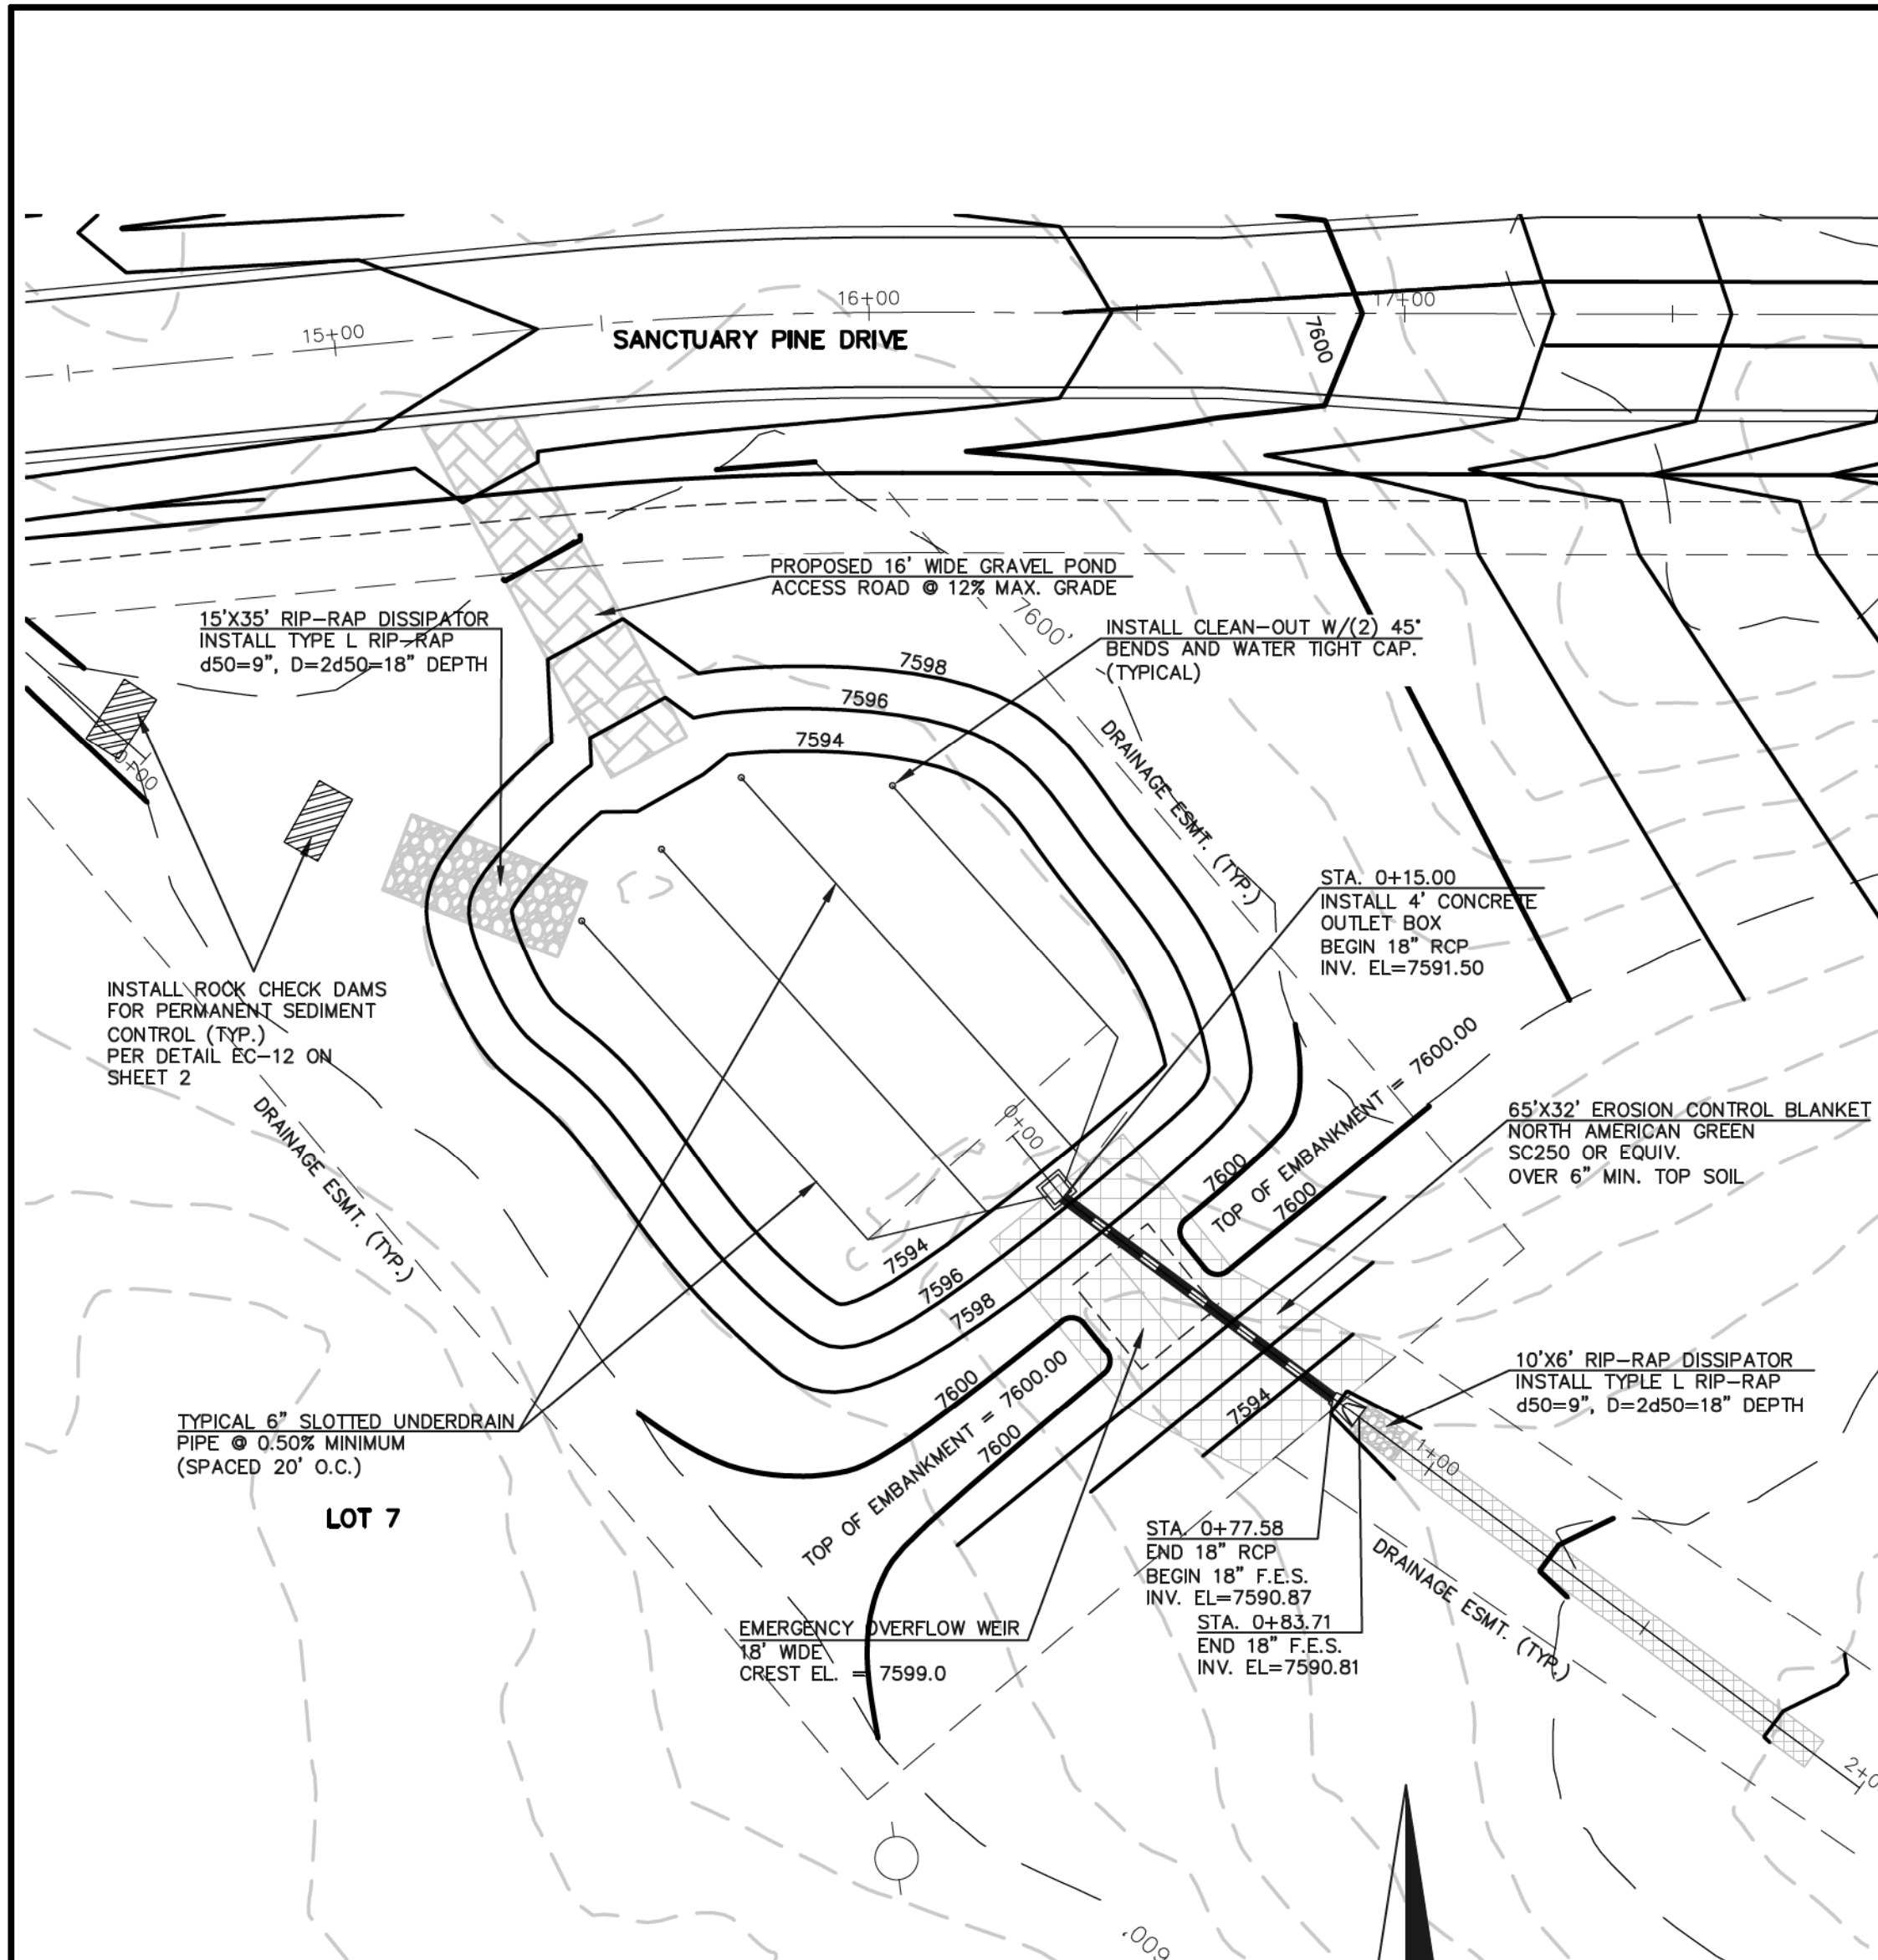 16+00
17+00
15+00
SANCTUARY PINE DRIVE
7600
PROPOSED 16' WIDE GRAVEL POND
ACCESS ROAD @ 12% MAX. GRADE
7600'
15'X35' RIP-RAP DISSIPATOR
INSTALL TYPE L RIP-RAP
d50=9", D=2d50=18" DEPTH
INSTALL CLEAN-OUT W/(2) 45°
BENDS AND WATER TIGHT CAP.
(TYPICAL)
7598
7596
7594
DRAINAGE ESMT. (TYP.)
0+00
STA. 0+15.00
INSTALL 4' CONCRETE
OUTLET BOX
BEGIN 18" RCP
INV. EL=7591.50
INSTALL ROCK CHECK DAMS
FOR PERMANENT SEDIMENT
CONTROL (TYP.)
PER DETAIL EC-12 ON
SHEET 2
DRAINAGE ESMT. (TYP.)
0+00
7600
TOP OF EMBANKMENT = 7600.00
7600
65'X32' EROSION CONTROL BLANKET
NORTH AMERICAN GREEN
SC250 OR EQUIV.
OVER 6" MIN. TOP SOIL
7594
7596
7598
7600
TOP OF EMBANKMENT = 7600.00
7600
7594
10'X6' RIP-RAP DISSIPATOR
INSTALL TYPLE L RIP-RAP
d50=9", D=2d50=18" DEPTH
TYPICAL 6" SLOTTED UNDERDRAIN
PIPE @ 0.50% MINIMUM
(SPACED 20' O.C.)
LOT 7
1+00
STA. 0+77.58
END 18" RCP
BEGIN 18" F.E.S.
INV. EL=7590.87
STA. 0+83.71
END 18" F.E.S.
INV. EL=7590.81
DRAINAGE ESMT. (TYP.)
EMERGENCY OVERFLOW WEIR
18' WIDE
CREST EL. = 7599.0